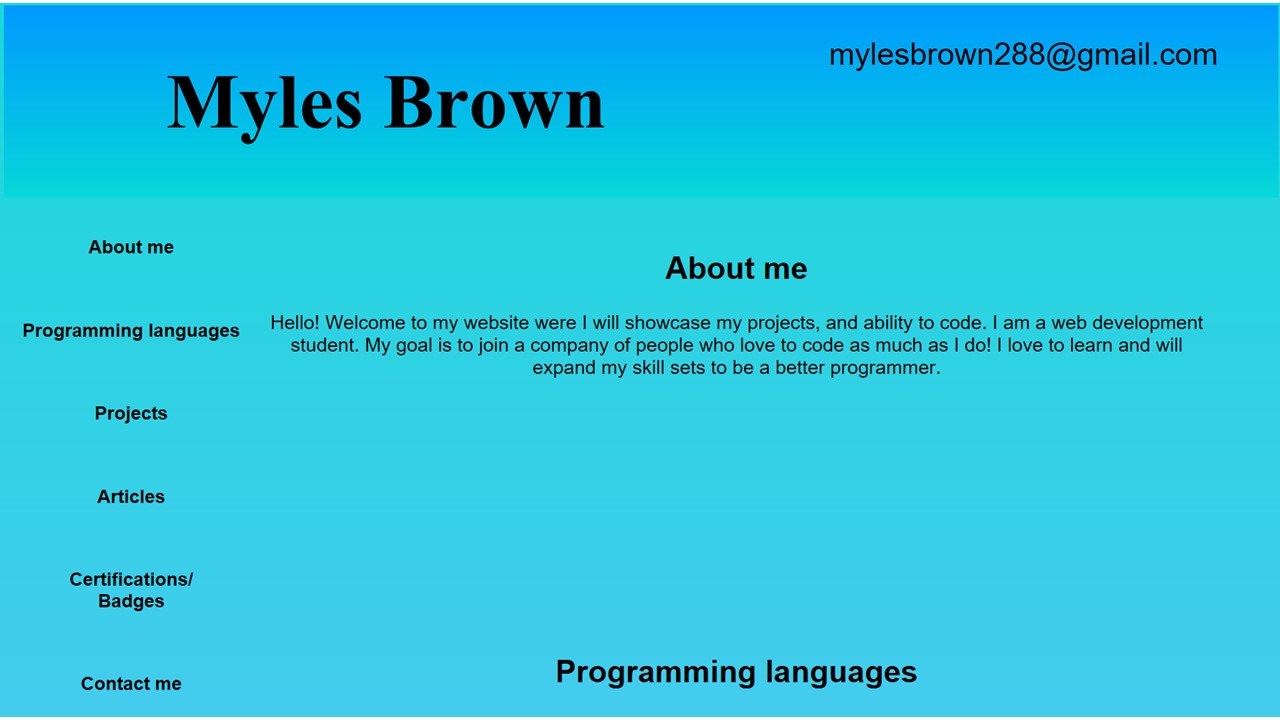 Myles Brown
mylesbrown288@gmail.com
About me
Programming languages
Projects
Articles
Certifications/
Badges
Contact me
About me
Hello! Welcome to my website were I will showcase my projects, and ability to code. I am a web development
student. My goal is to join a company of people who love to code as much as I do! I love to learn and will
expand my skill sets to be a better programmer.
Programming languages